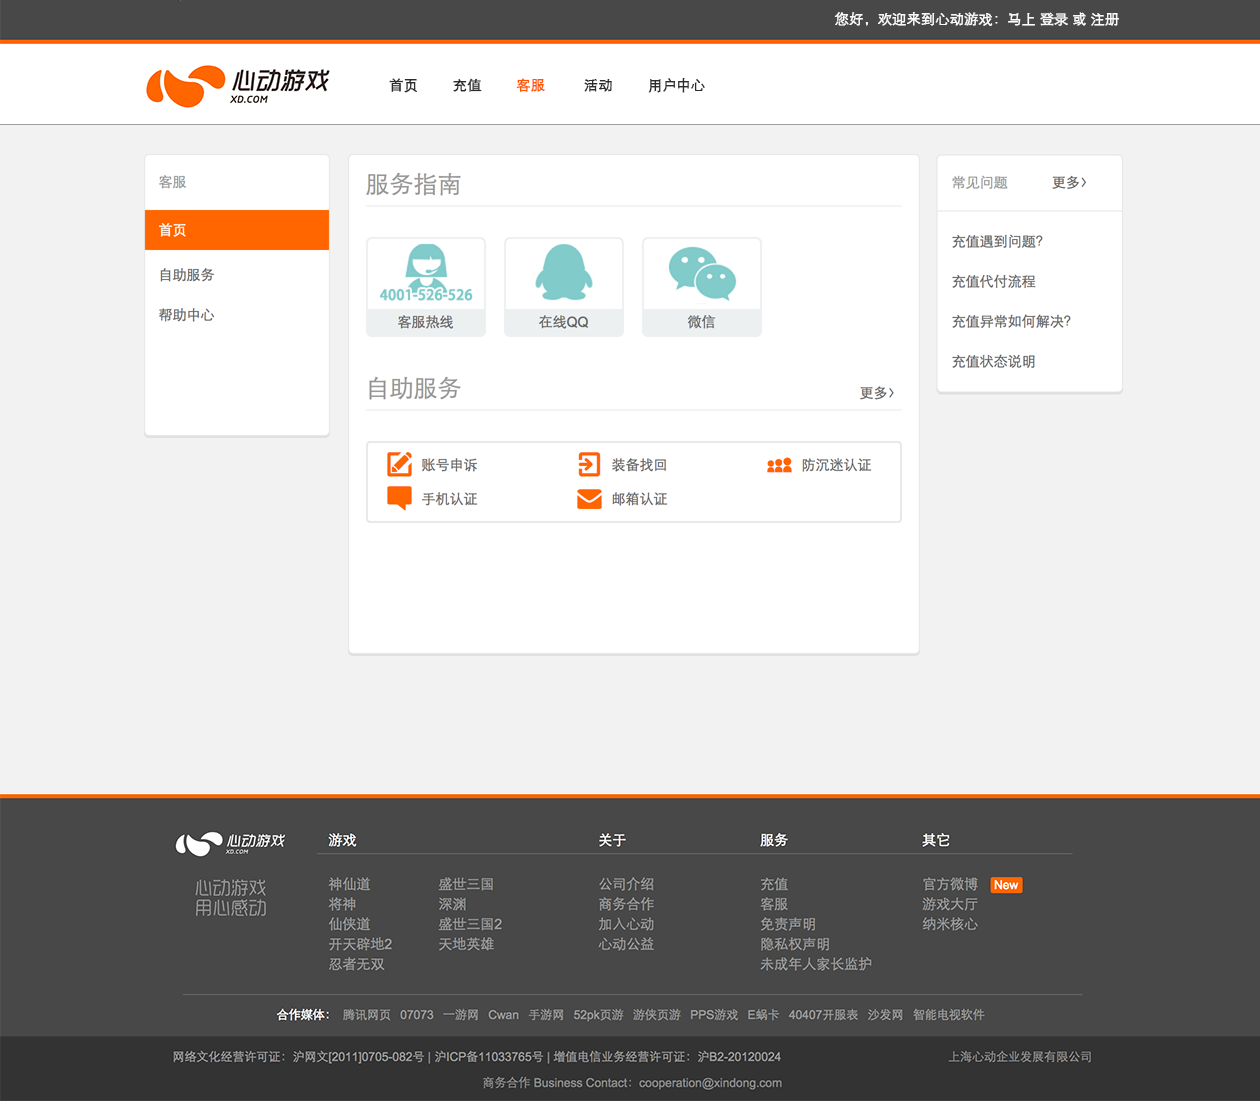 您好，欢迎来到心动游戏：马上 登录 或 注册
心动游戏
XD.COM
首页 充值 客服 活动 用户中心
客服
首页
自助服务
帮助中心
服务指南
4001-526-526
客服热线 在线QQ 微信
自助服务 更多›
账号申诉 装备找回 防沉迷认证
手机认证 邮箱认证
常见问题 更多›
充值遇到问题?
充值代付流程
充值异常如何解决?
充值状态说明
心动游戏
XD.COM
心动游戏
用心感动
游戏 关于 服务 其它
神仙道 盛世三国 公司介绍 充值 官方微博 New
将神 深渊 商务合作 客服 游戏大厅
仙侠道 盛世三国2 加入心动 免责声明 纳米核心
开天辟地2 天地英雄 心动公益 隐私权声明
忍者无双 未成年人家长监护
合作媒体： 腾讯网页 07073 一游网 Cwan 手游网 52pk页游 游侠页游 PPS游戏 E蜗卡 40407开服表 沙发网 智能电视软件
网络文化经营许可证：沪网文[2011]0705-082号 | 沪ICP备11033765号 | 增值电信业务经营许可证：沪B2-20120024 上海心动企业发展有限公司
商务合作 Business Contact：cooperation@xindong.com